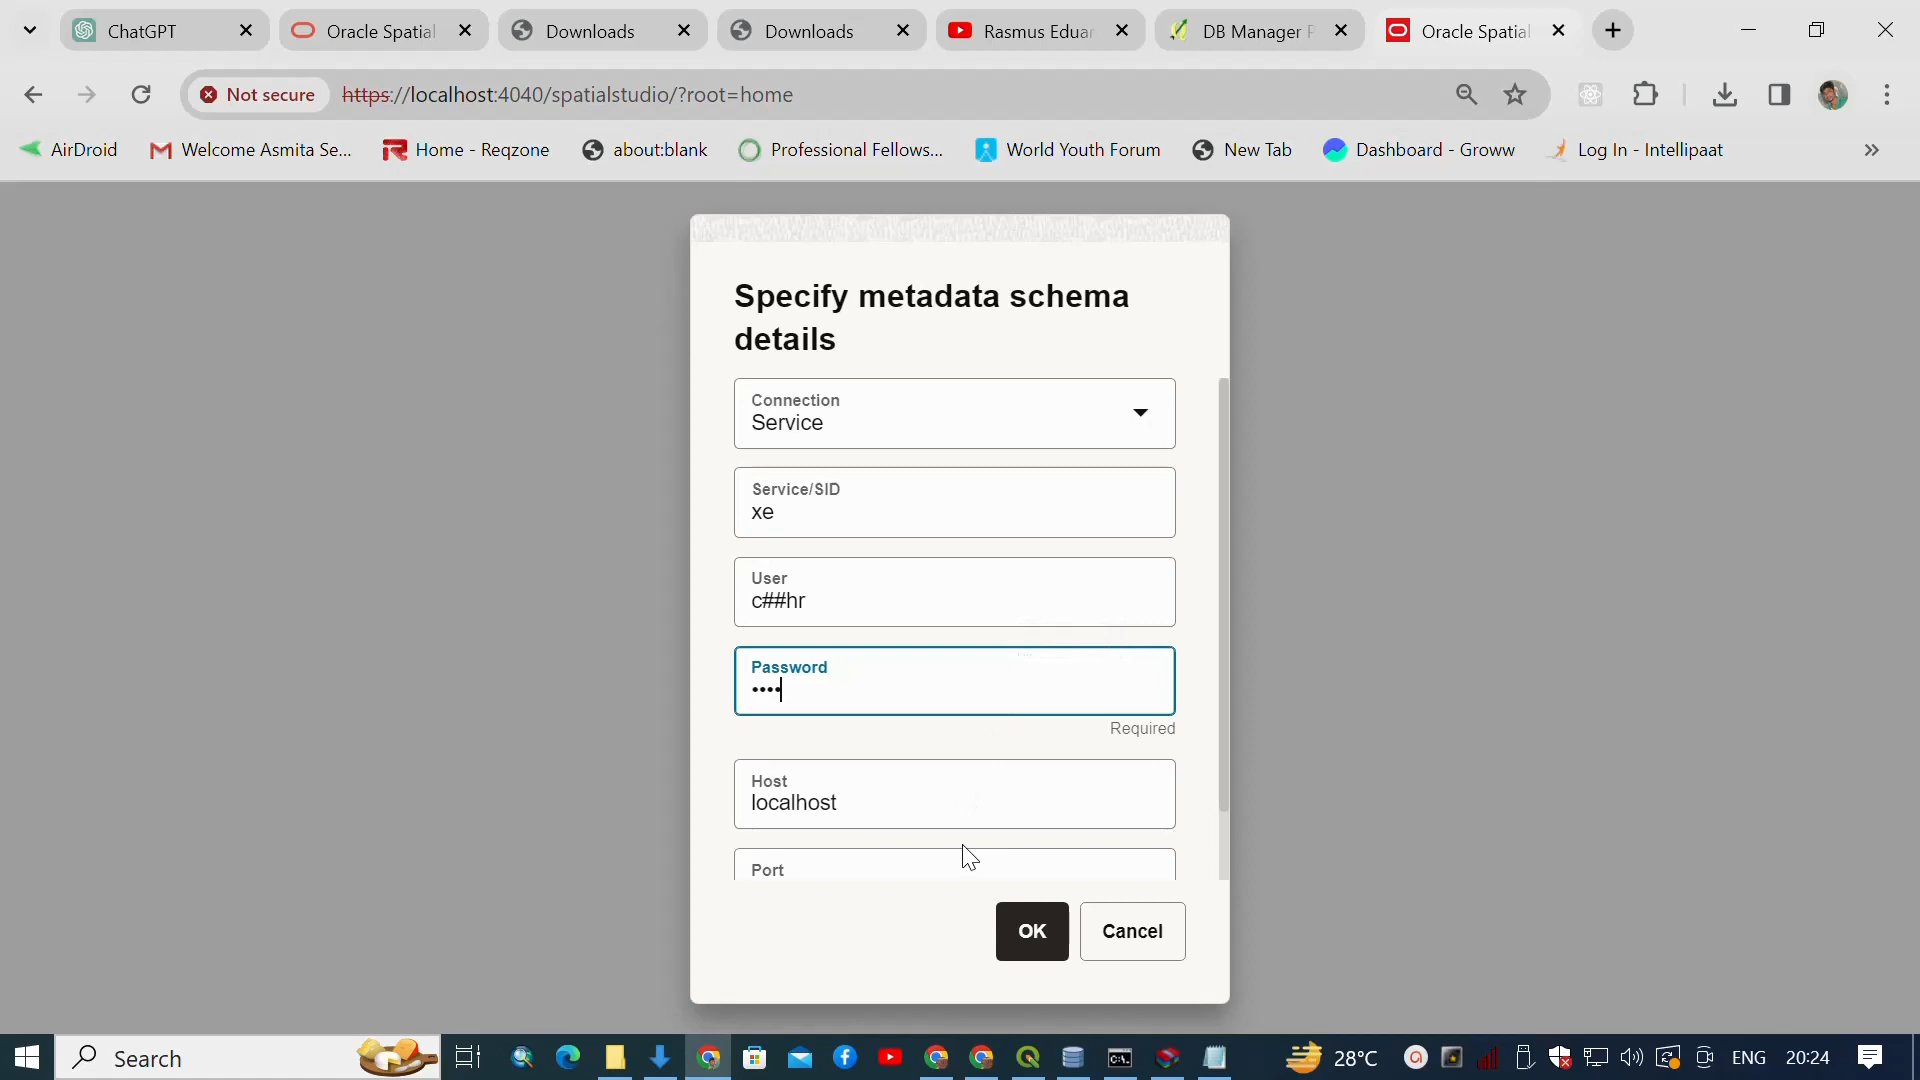 ChatGPT
Oracle Spatial
Downloads
Downloads
Rasmus Eduar
DB Manager P
Oracle Spatial
Not secure
https://localhost:4040/spatialstudio/?root=home
AirDroid
Welcome Asmita Se...
Home - Reqzone
about:blank
Professional Fellows...
World Youth Forum
New Tab
Dashboard - Groww
Log In - Intellipaat
Specify metadata schema
details
Connection
Service
Service/SID
xe
User
c##hr
Password
••••
Required
Host
localhost
Port
OK
Cancel
Search
28°C
ENG
20:24